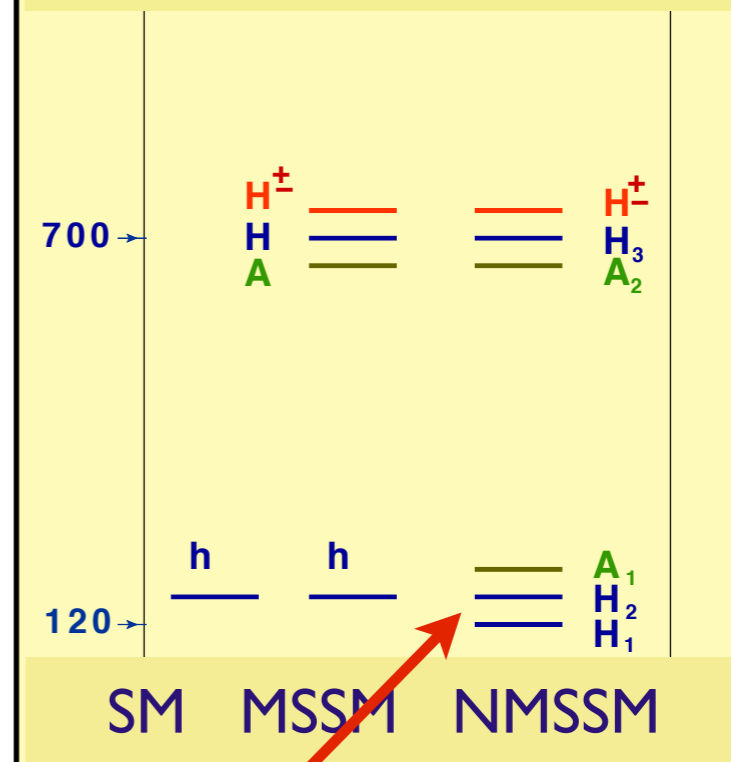 H± H±
700 H H₃
A A₂
h h A₁
H₂
120 H₁
SM MSSM NMSSM